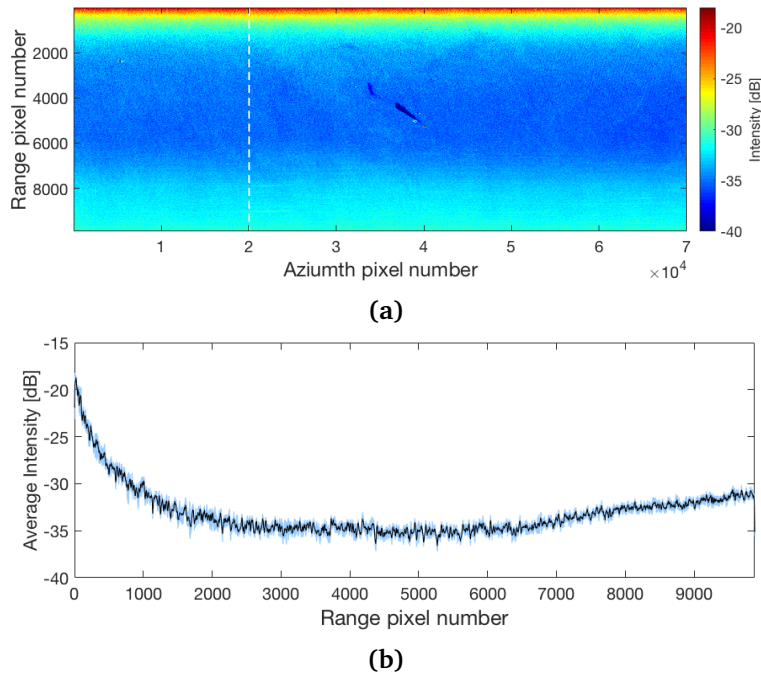 2000
4000
6000
8000
Range pixel number
1 2 3 4 5 6 7
×10⁴
Aziumth pixel number
-20
-25
-30
-35
-40
Intensity [dB]
(a)
-15
-20
-25
-30
-35
-40
Average Intensity [dB]
0 1000 2000 3000 4000 5000 6000 7000 8000 9000
Range pixel number
(b)